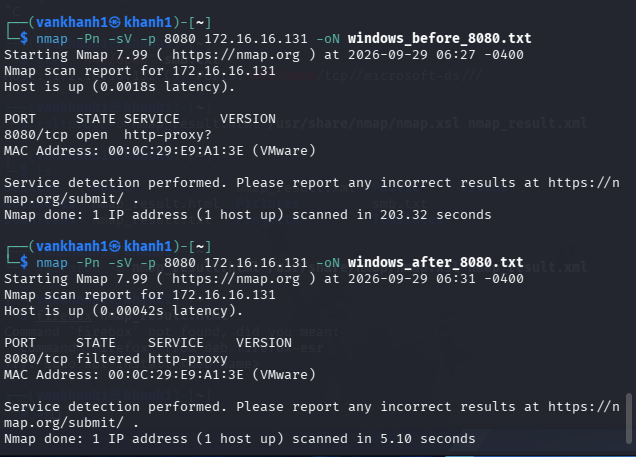 ┌──(vankhanh1㉿khanh1)-[~]
└─$ nmap -Pn -sV -p 8080 172.16.16.131 -oN windows_before_8080.txt
Starting Nmap 7.99 ( https://nmap.org ) at 2026-09-29 06:27 -0400
Nmap scan report for 172.16.16.131
Host is up (0.0018s latency).
PORT     STATE SERVICE     VERSION
8080/tcp open  http-proxy?
MAC Address: 00:0C:29:E9:A1:3E (VMware)
Service detection performed. Please report any incorrect results at https://n
map.org/submit/ .
Nmap done: 1 IP address (1 host up) scanned in 203.32 seconds
┌──(vankhanh1㉿khanh1)-[~]
└─$ nmap -Pn -sV -p 8080 172.16.16.131 -oN windows_after_8080.txt
Starting Nmap 7.99 ( https://nmap.org ) at 2026-09-29 06:31 -0400
Nmap scan report for 172.16.16.131
Host is up (0.00042s latency).
PORT     STATE    SERVICE    VERSION
8080/tcp filtered http-proxy
MAC Address: 00:0C:29:E9:A1:3E (VMware)
Service detection performed. Please report any incorrect results at https://n
map.org/submit/ .
Nmap done: 1 IP address (1 host up) scanned in 5.10 seconds